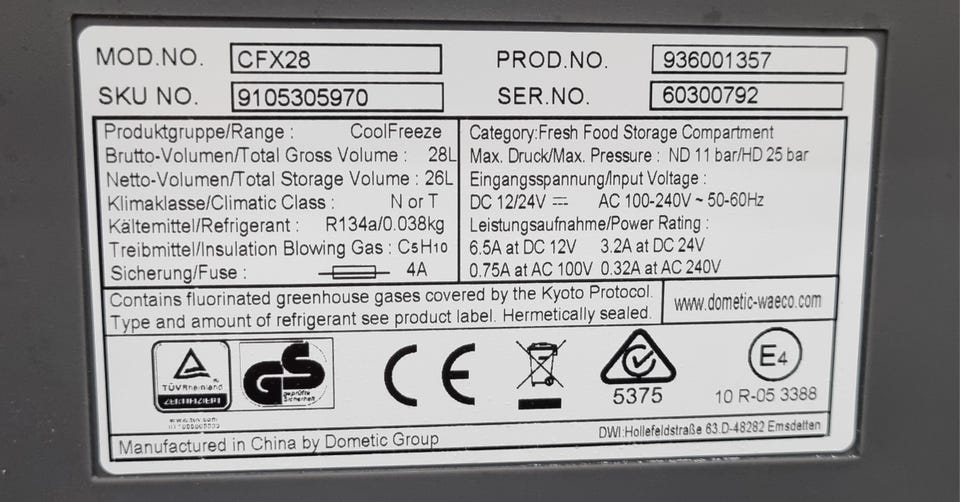 MOD.NO. CFX28 PROD.NO. 936001357
SKU NO. 9105305970 SER.NO. 60300792
Produktgruppe/Range : CoolFreeze
Brutto-Volumen/Total Gross Volume : 28L
Netto-Volumen/Total Storage Volume : 26L
Klimaklasse/Climatic Class : N or T
Kältemittel/Refrigerant : R134a/0.038kg
Treibmittel/Insulation Blowing Gas : C5H10
Sicherung/Fuse : 4A
Category:Fresh Food Storage Compartment
Max. Druck/Max. Pressure : ND 11 bar/HD 25 bar
Eingangsspannung/Input Voltage :
DC 12/24V ⎓ AC 100-240V ~ 50-60Hz
Leistungsaufnahme/Power Rating :
6.5A at DC 12V 3.2A at DC 24V
0.75A at AC 100V 0.32A at AC 240V
Contains fluorinated greenhouse gases covered by the Kyoto Protocol.
Type and amount of refrigerant see product label. Hermetically sealed.
www.dometic-waeco.com
TÜVRheinland
GS
geprüfte
Sicherheit
CE
5375
E4
10 R-05 3388
Manufactured in China by Dometic Group
DWI:Hollefeldstraße 63.D-48282 Emsdetten